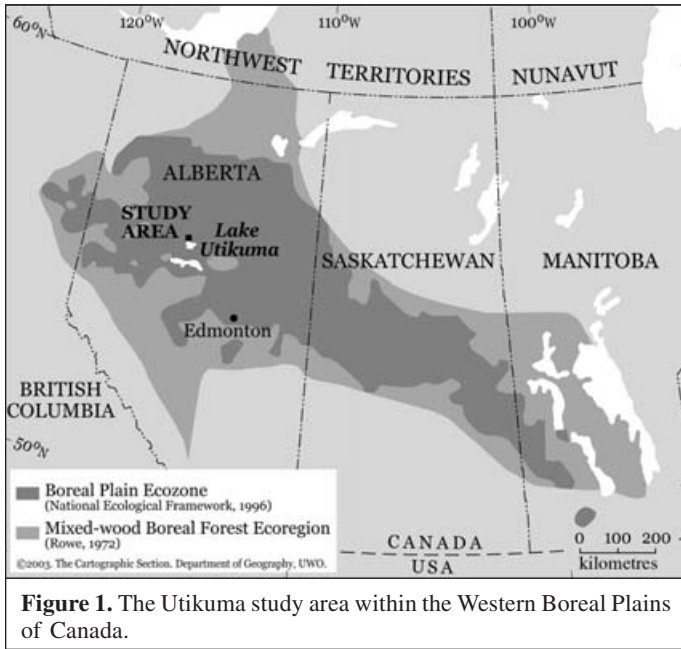 60°N
120°W
110°W
100°W
NORTHWEST TERRITORIES NUNAVUT
ALBERTA
STUDY
AREA
Lake
Utikuma
SASKATCHEWAN
MANITOBA
Edmonton
BRITISH
COLUMBIA
50°N
Boreal Plain Ecozone
(National Ecological Framework, 1996)
Mixed-wood Boreal Forest Ecoregion
(Rowe, 1972)
©2003. The Cartographic Section. Department of Geography, UWO.
CANADA
USA
0 100 200
kilometres
Figure 1. The Utikuma study area within the Western Boreal Plains
of Canada.